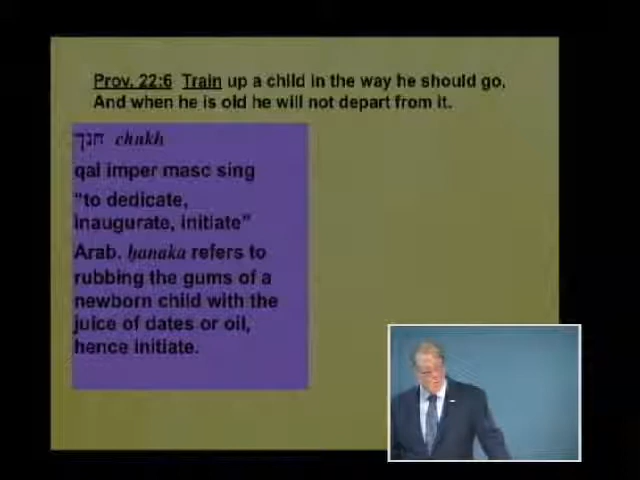 Prov. 22:6 Train up a child in the way he should go,
And when he is old he will not depart from it.
חנך chnkh
qal imper masc sing
"to dedicate,
inaugurate, initiate"
Arab. ḥanaka refers to
rubbing the gums of a
newborn child with the
juice of dates or oil,
hence initiate.